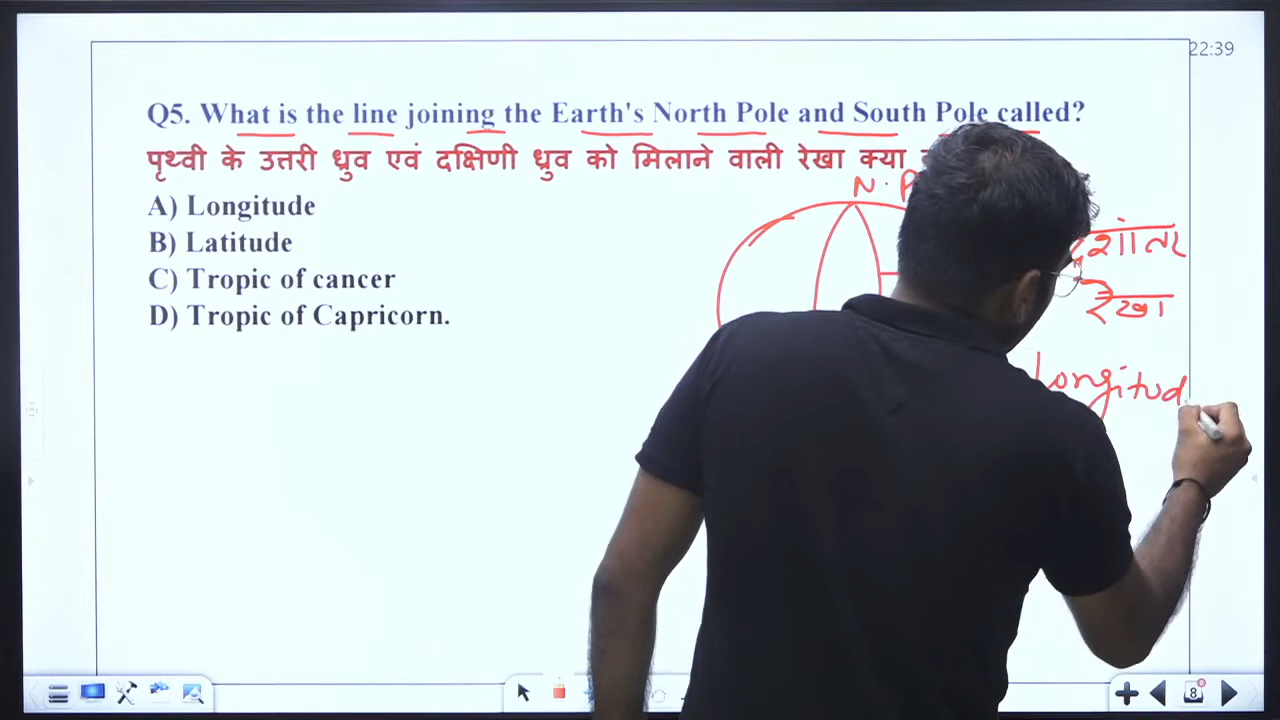 22:39
Q5. What is the line joining the Earth's North Pole and South Pole called?
पृथ्वी के उत्तरी ध्रुव एवं दक्षिणी ध्रुव को मिलाने वाली रेखा क्या
A) Longitude
B) Latitude
C) Tropic of cancer
D) Tropic of Capricorn.
N. P
रेखा
Longitud
8